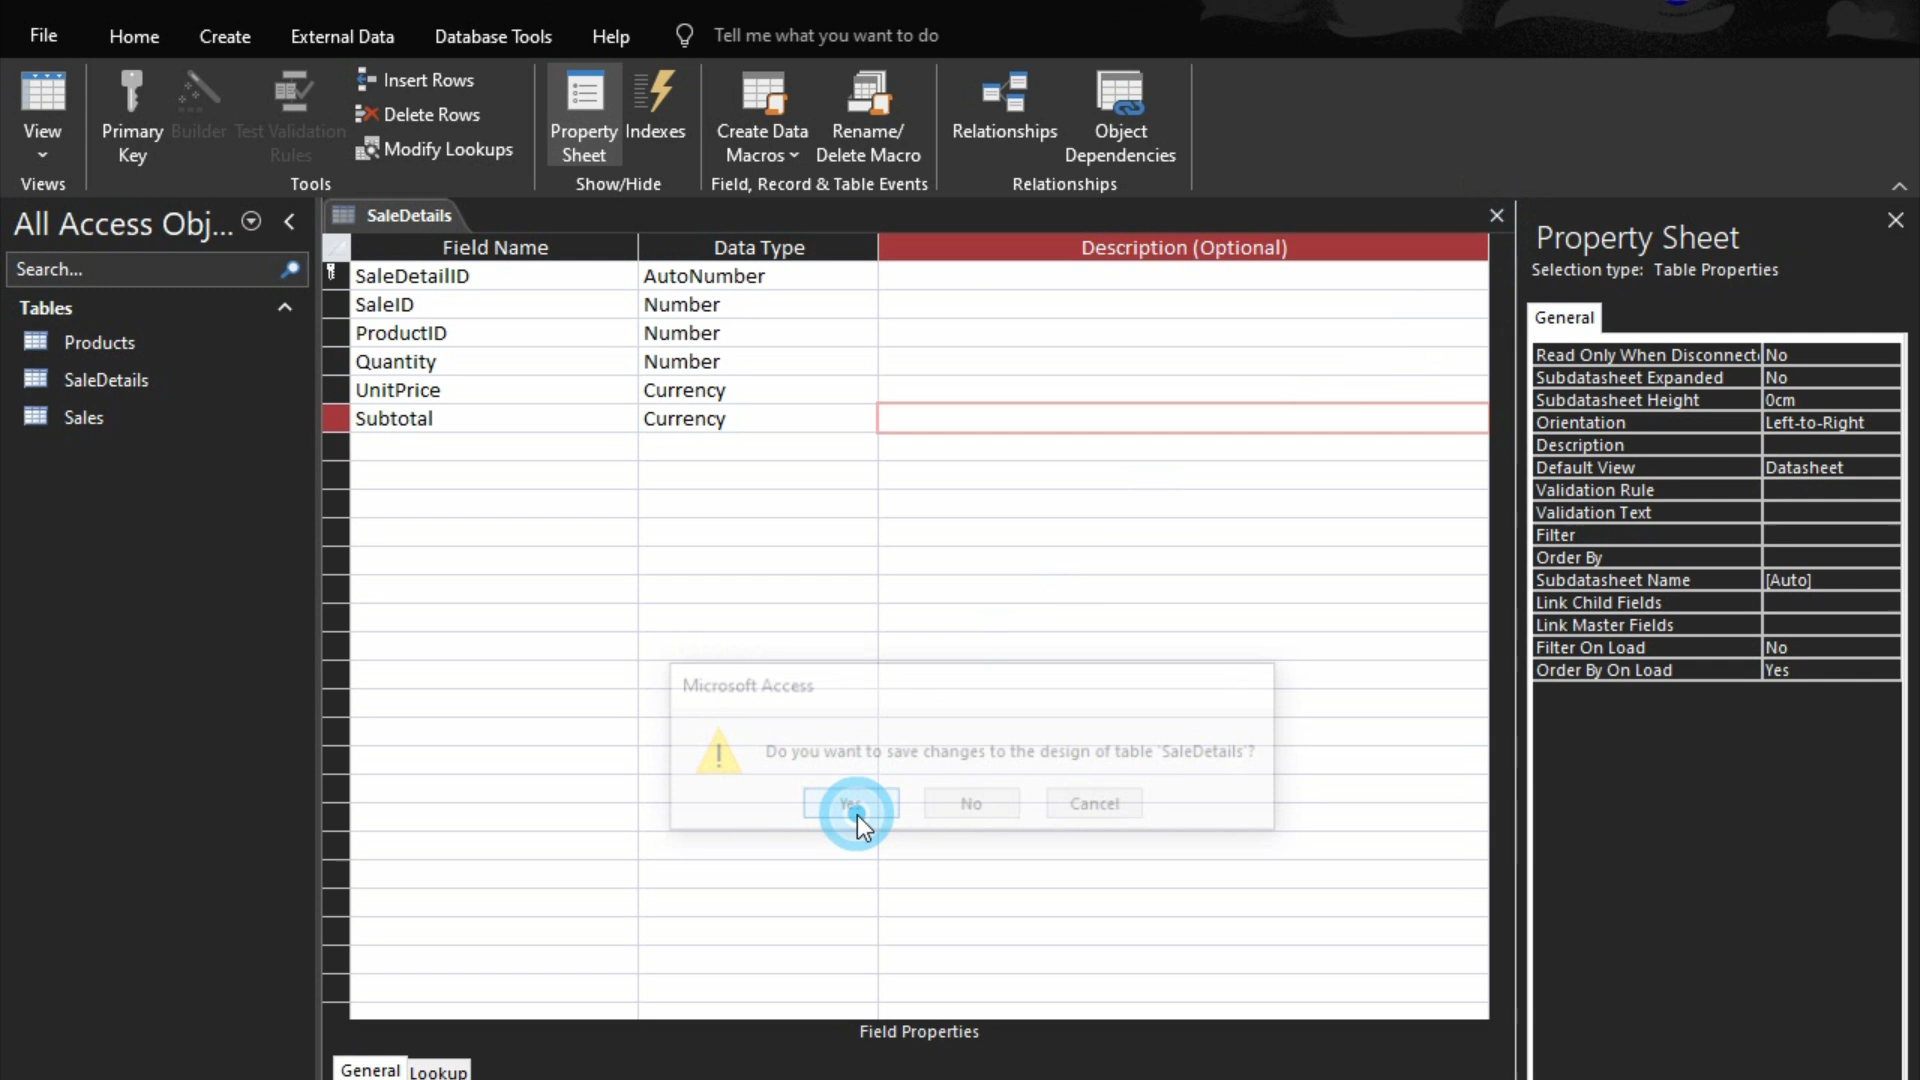 File
Home
Create
External Data
Database Tools
Help
Tell me what you want to do
View
Views
Primary
Key
Builder
Test Validation
Rules
Insert Rows
Delete Rows
Modify Lookups
Tools
Property
Sheet
Indexes
Show/Hide
Create Data
Macros
Rename/
Delete Macro
Field, Record & Table Events
Relationships
Object
Dependencies
Relationships
All Access Obj...
Search...
Tables
Products
SaleDetails
Sales
SaleDetails
Field Name Data Type Description (Optional)
SaleDetailID AutoNumber
SaleID Number
ProductID Number
Quantity Number
UnitPrice Currency
Subtotal Currency
Microsoft Access
Do you want to save changes to the design of table 'SaleDetails'?
Yes No Cancel
Field Properties
General Lookup
Property Sheet
Selection type: Table Properties
General
Read Only When Disconnecte No
Subdatasheet Expanded No
Subdatasheet Height 0cm
Orientation Left-to-Right
Description
Default View Datasheet
Validation Rule
Validation Text
Filter
Order By
Subdatasheet Name [Auto]
Link Child Fields
Link Master Fields
Filter On Load No
Order By On Load Yes